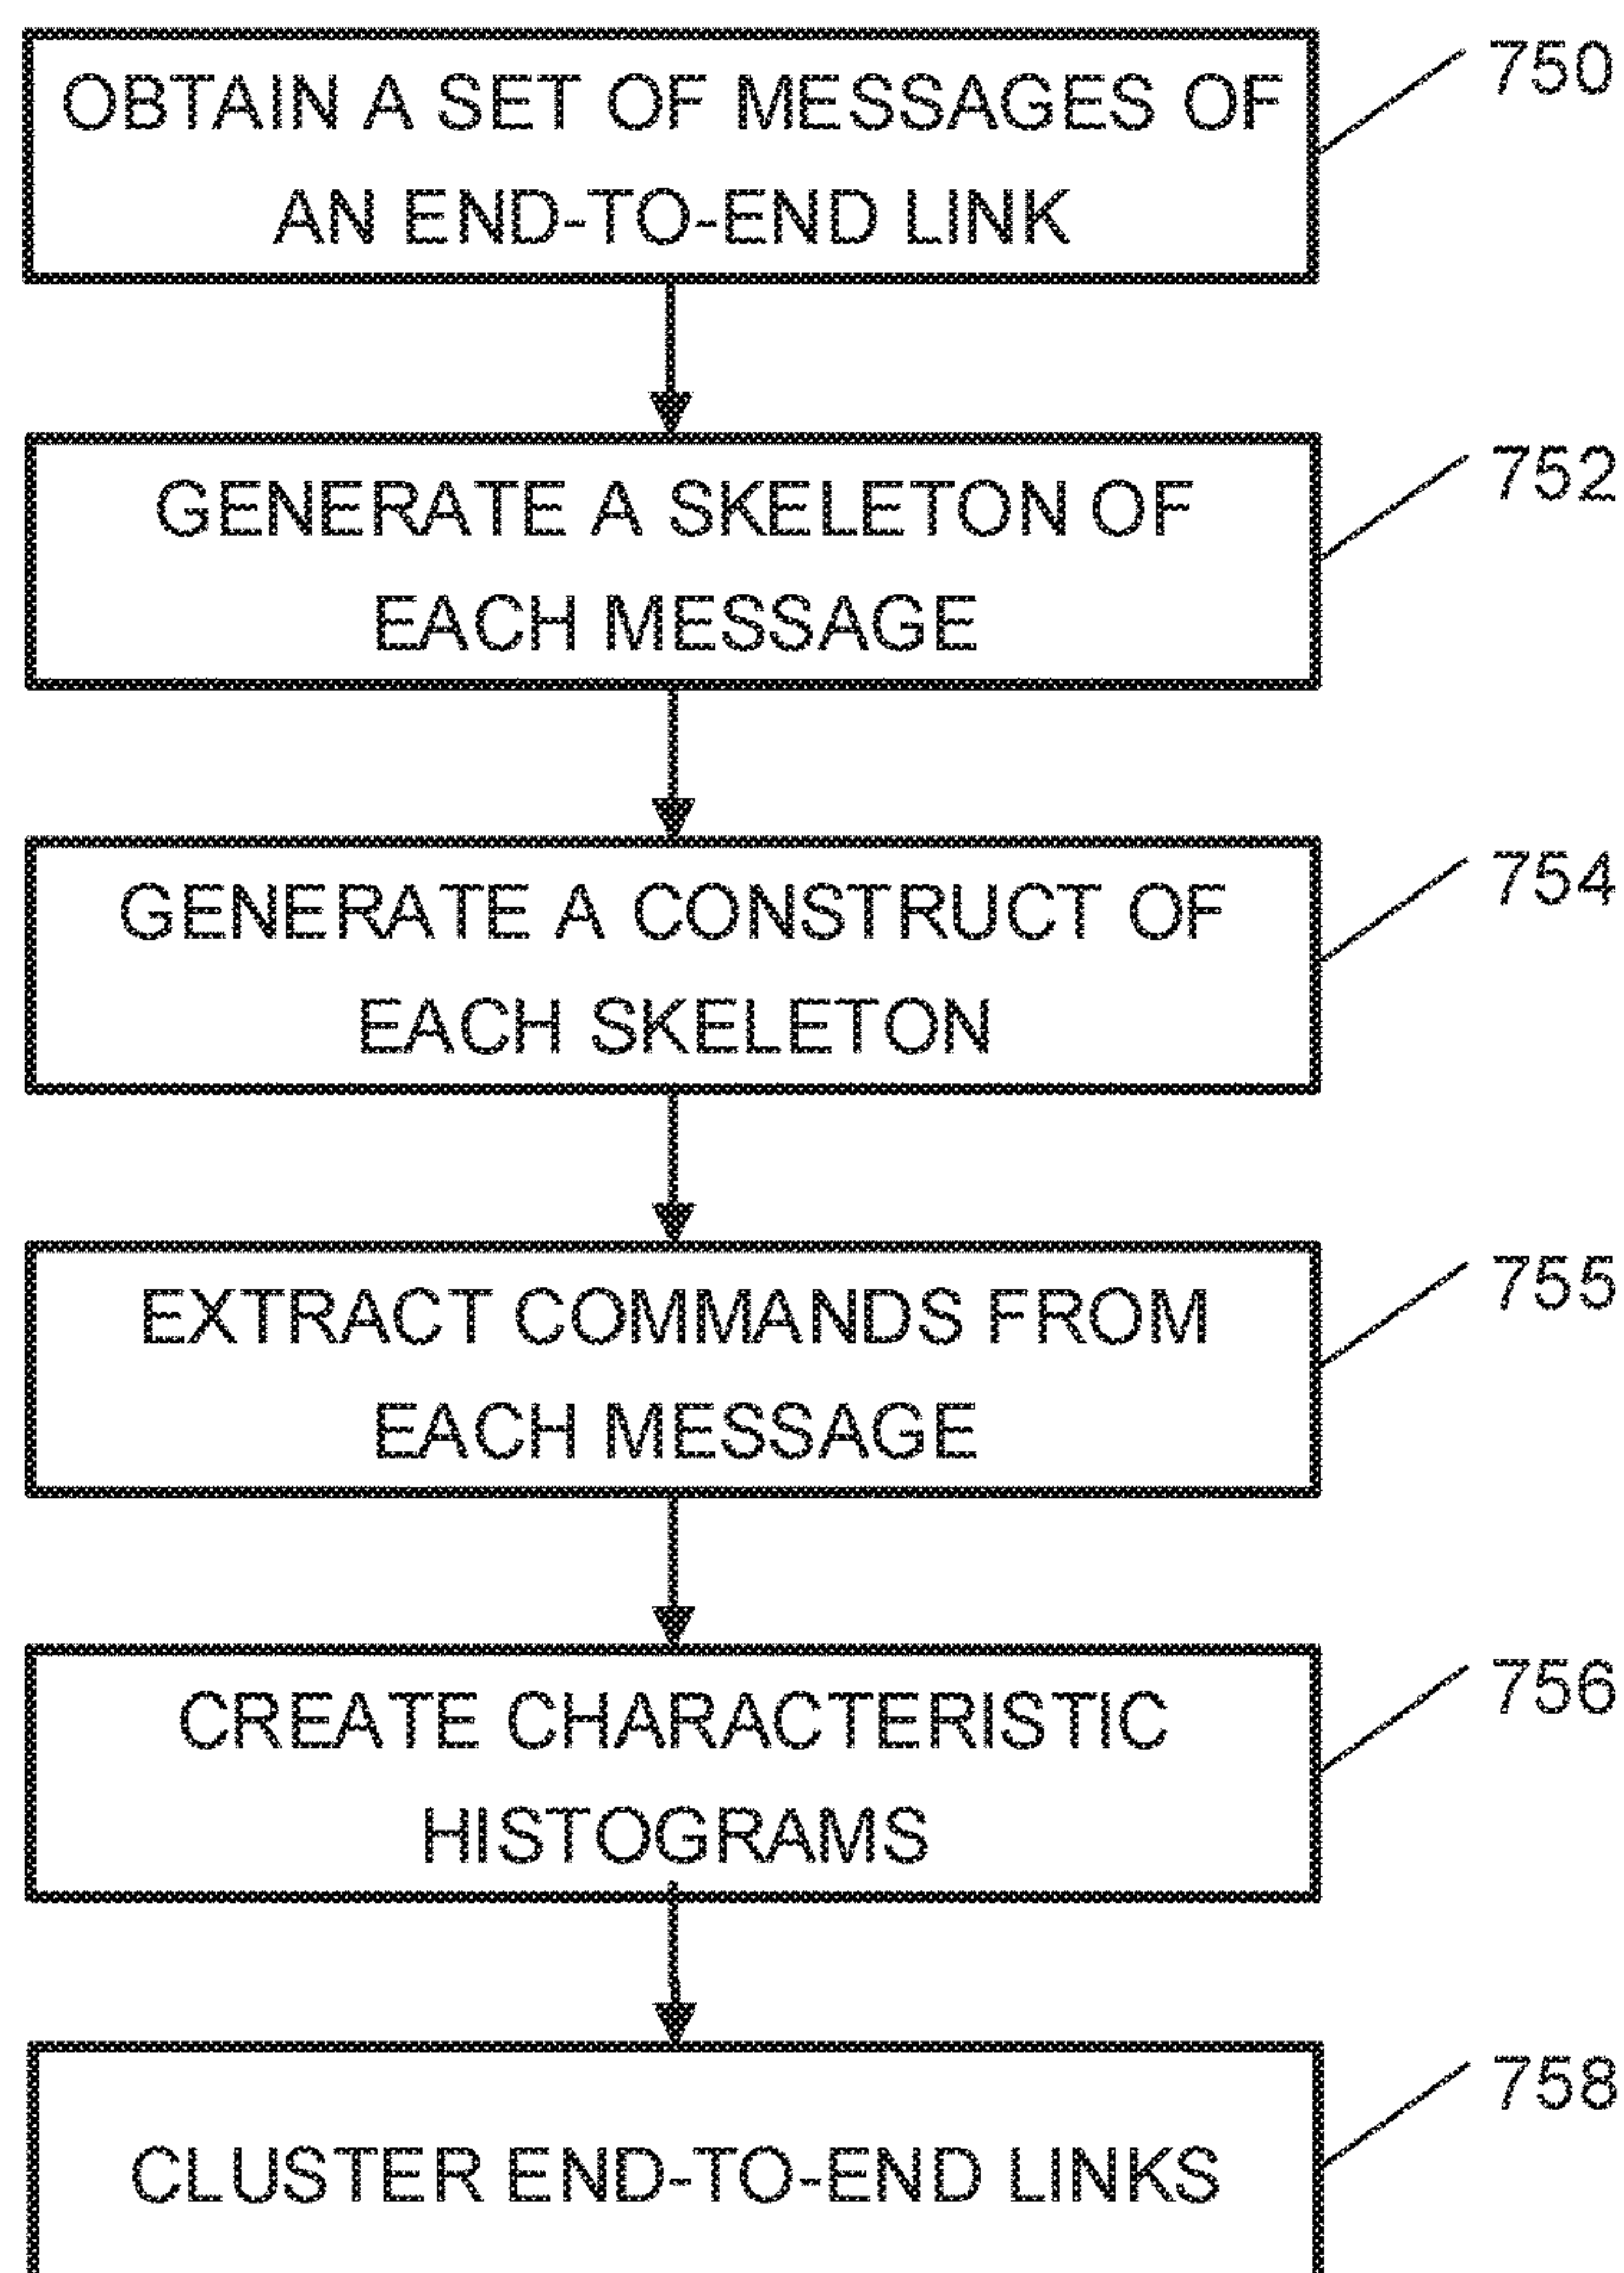 OBTAIN A SET OF MESSAGES OF
AN END-TO-END LINK
750
GENERATE A SKELETON OF
EACH MESSAGE
752
GENERATE A CONSTRUCT OF
EACH SKELETON
754
EXTRACT COMMANDS FROM
EACH MESSAGE
755
CREATE CHARACTERISTIC
HISTOGRAMS
756
CLUSTER END-TO-END LINKS
758